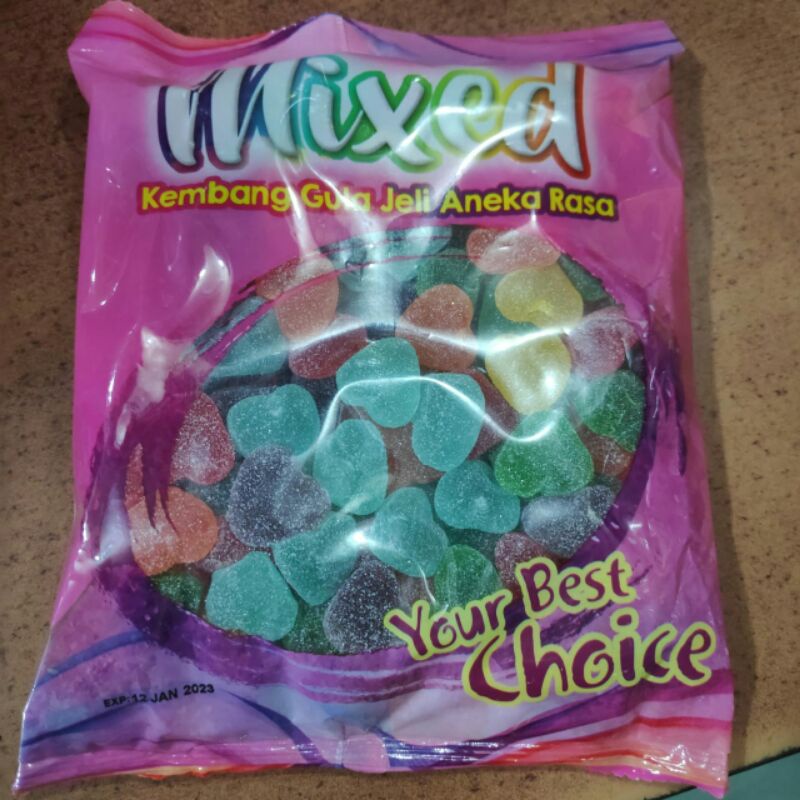 Mixed
Kembang Gula Jeli Aneka Rasa
Your Best
Choice
EXP: 12 JAN 2023